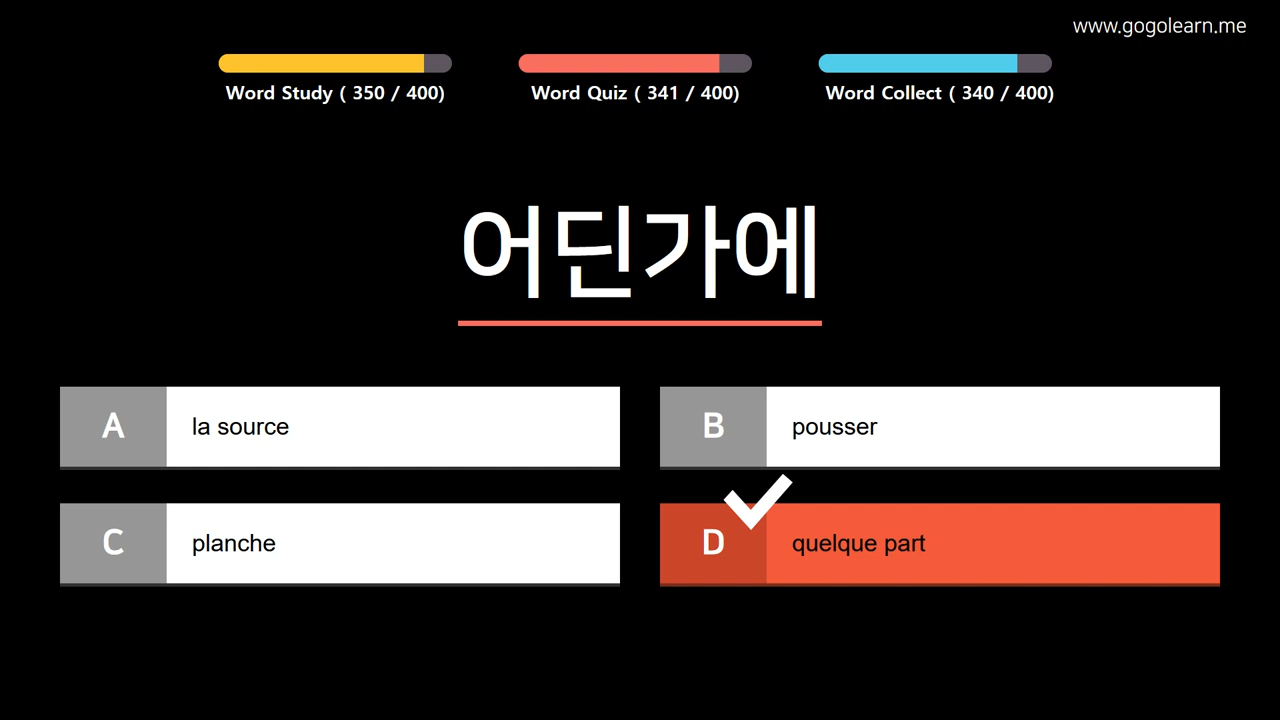 www.gogolearn.me
Word Study ( 350 / 400)
Word Quiz ( 341 / 400)
Word Collect ( 340 / 400)
어딘가에
A la source
B pousser
C planche
D quelque part